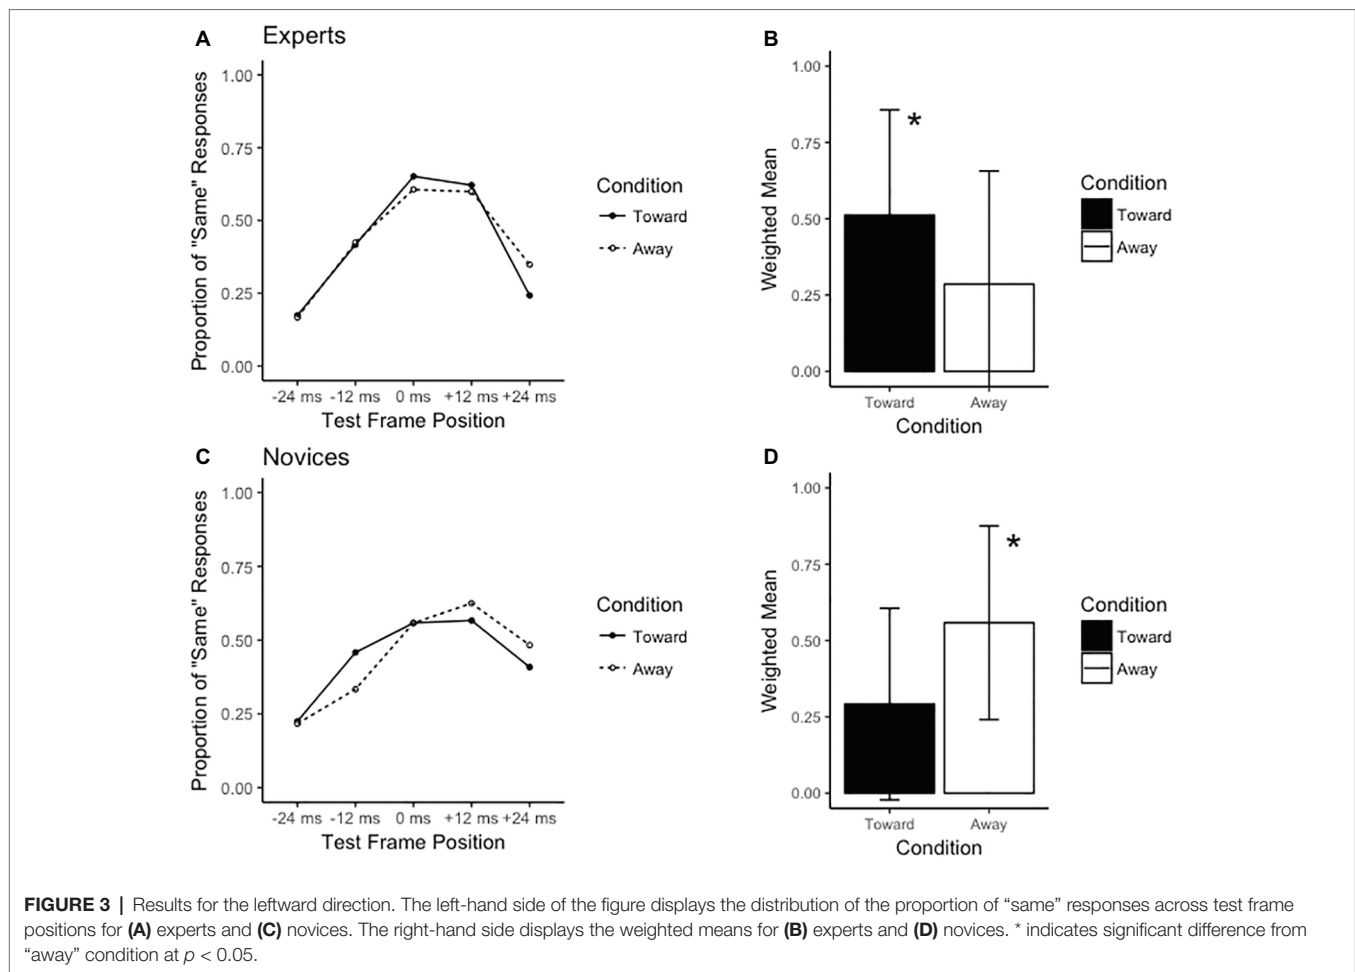 A Experts
1.00
0.75
0.50
0.25
0.00
Proportion of "Same" Responses
-24 ms -12 ms 0 ms +12 ms +24 ms
Test Frame Position
Condition
Toward
Away
B
1.00
0.75
0.50
0.25
0.00
Weighted Mean
*
Toward Away
Condition
Condition
Toward
Away
C Novices
1.00
0.75
0.50
0.25
0.00
Proportion of "Same" Responses
-24 ms -12 ms 0 ms +12 ms +24 ms
Test Frame Position
Condition
Toward
Away
D
1.00
0.75
0.50
0.25
0.00
Weighted Mean
*
Toward Away
Condition
Condition
Toward
Away
FIGURE 3 | Results for the leftward direction. The left-hand side of the figure displays the distribution of the proportion of “same” responses across test frame
positions for (A) experts and (C) novices. The right-hand side displays the weighted means for (B) experts and (D) novices. * indicates significant difference from
“away” condition at p < 0.05.